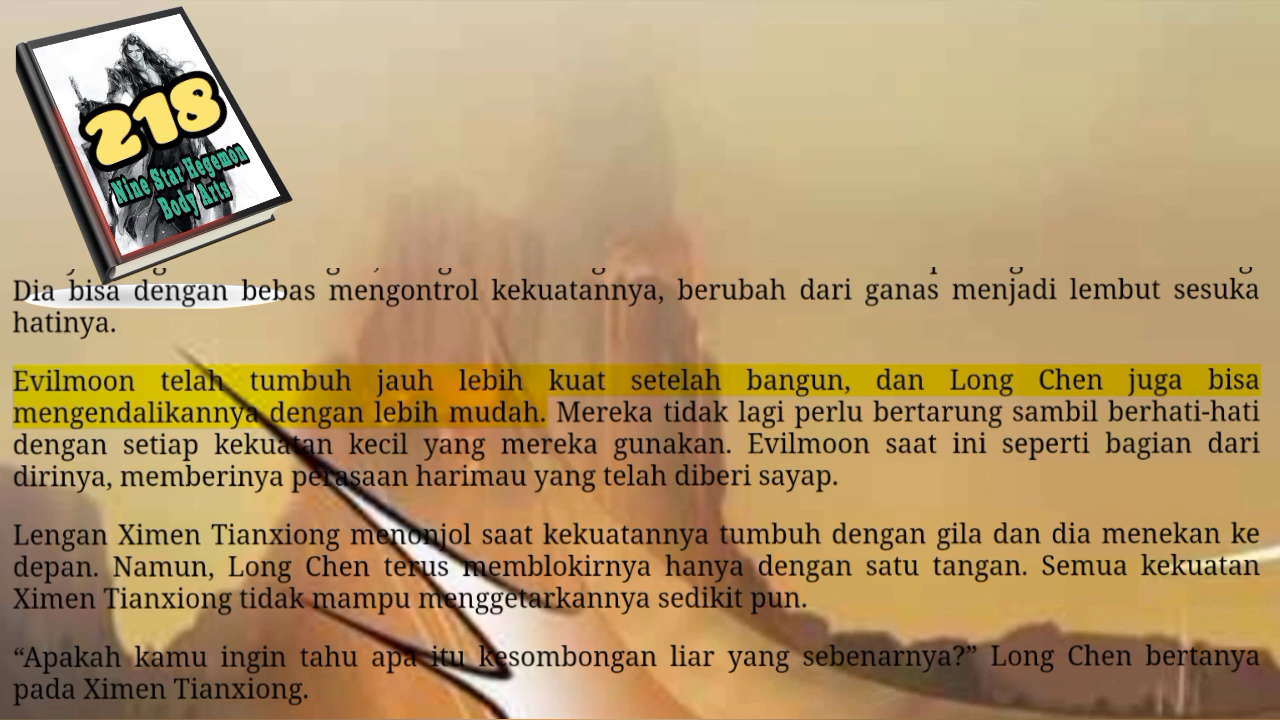 218
Nine Star Hegemon
Body Arts
Dia bisa dengan bebas mengontrol kekuatannya, berubah dari ganas menjadi lembut sesuka
hatinya.
Evilmoon telah tumbuh jauh lebih kuat setelah bangun, dan Long Chen juga bisa
mengendalikannya dengan lebih mudah. Mereka tidak lagi perlu bertarung sambil berhati-hati
dengan setiap kekuatan kecil yang mereka gunakan. Evilmoon saat ini seperti bagian dari
dirinya, memberinya perasaan harimau yang telah diberi sayap.
Lengan Ximen Tianxiong menonjol saat kekuatannya tumbuh dengan gila dan dia menekan ke
depan. Namun, Long Chen terus memblokirnya hanya dengan satu tangan. Semua kekuatan
Ximen Tianxiong tidak mampu menggetarkannya sedikit pun.
“Apakah kamu ingin tahu apa itu kesombongan liar yang sebenarnya?” Long Chen bertanya
pada Ximen Tianxiong.